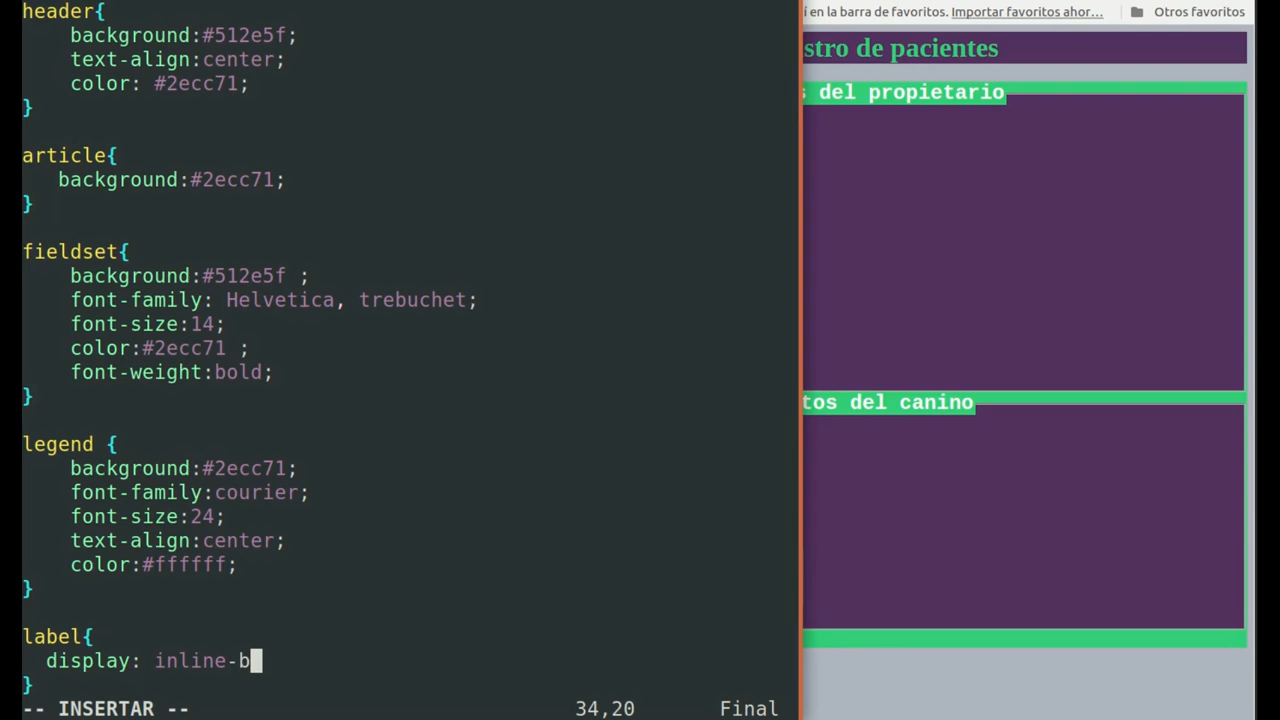 header{
    background:#512e5f;
    text-align:center;
    color: #2ecc71;
}
article{
   background:#2ecc71;
}
fieldset{
    background:#512e5f ;
    font-family: Helvetica, trebuchet;
    font-size:14;
    color:#2ecc71 ;
    font-weight:bold;
}
legend {
    background:#2ecc71;
    font-family:courier;
    font-size:24;
    text-align:center;
    color:#ffffff;
}
label{
  display: inline-b
}
-- INSERTAR -- 34,20 Final
í en la barra de favoritos. Importar favoritos ahor... Otros favoritos
stro de pacientes
s del propietario
tos del canino